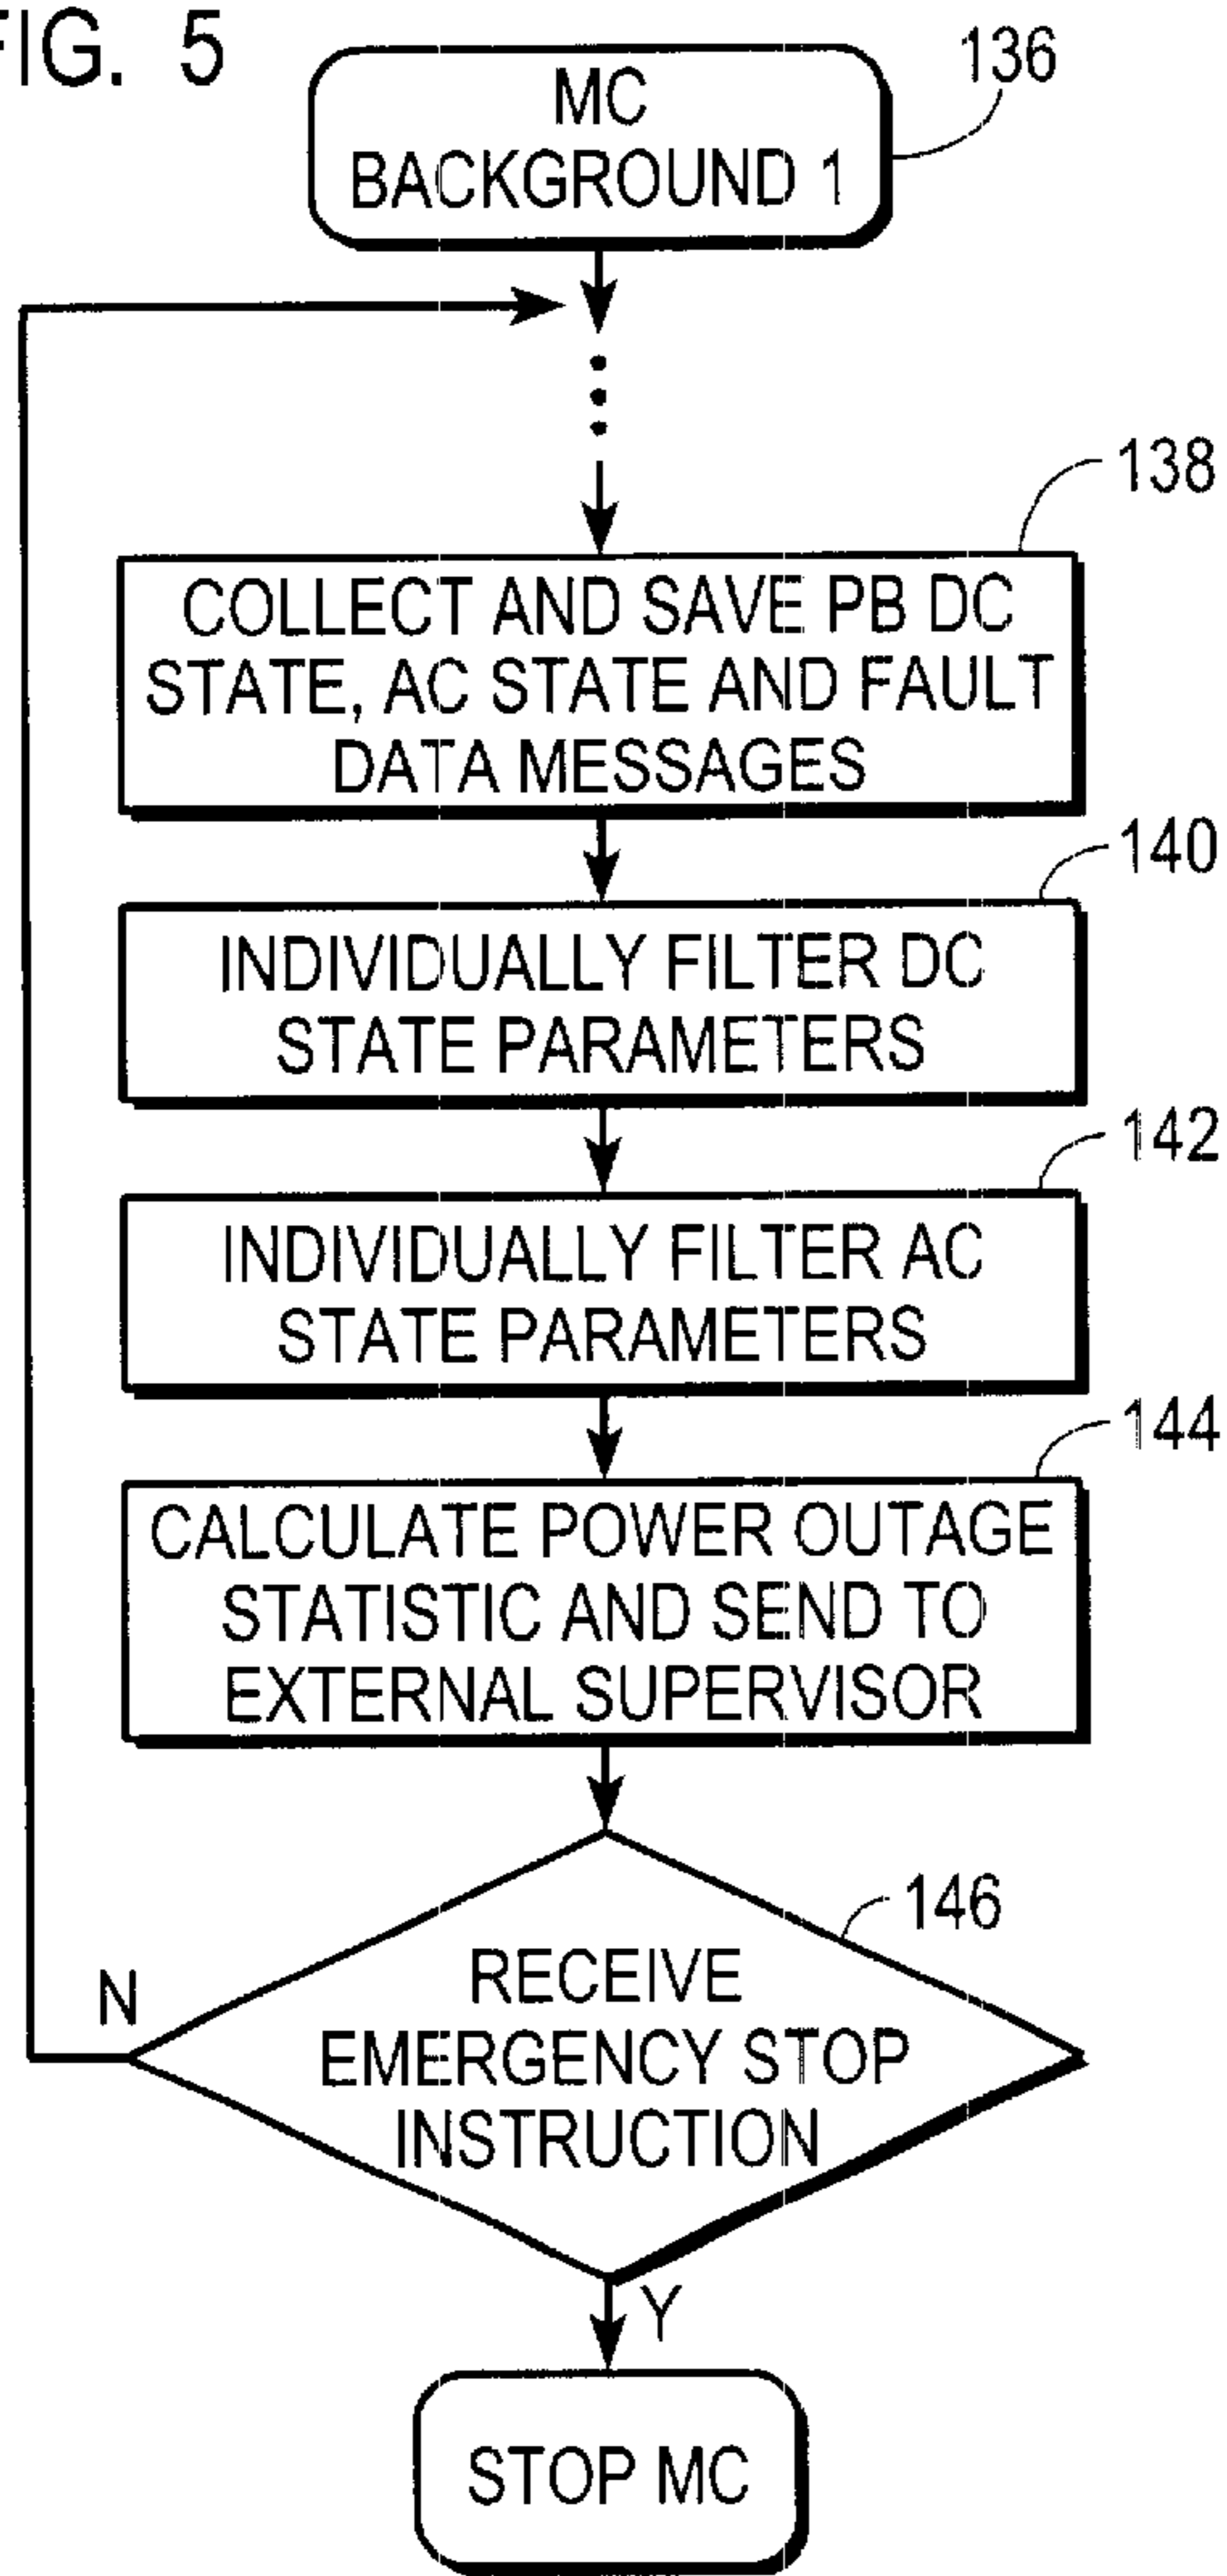 FIG. 5
MC
BACKGROUND 1
136
138
COLLECT AND SAVE PB DC
STATE, AC STATE AND FAULT
DATA MESSAGES
140
INDIVIDUALLY FILTER DC
STATE PARAMETERS
142
INDIVIDUALLY FILTER AC
STATE PARAMETERS
144
CALCULATE POWER OUTAGE
STATISTIC AND SEND TO
EXTERNAL SUPERVISOR
146
N
RECEIVE
EMERGENCY STOP
INSTRUCTION
Y
STOP MC